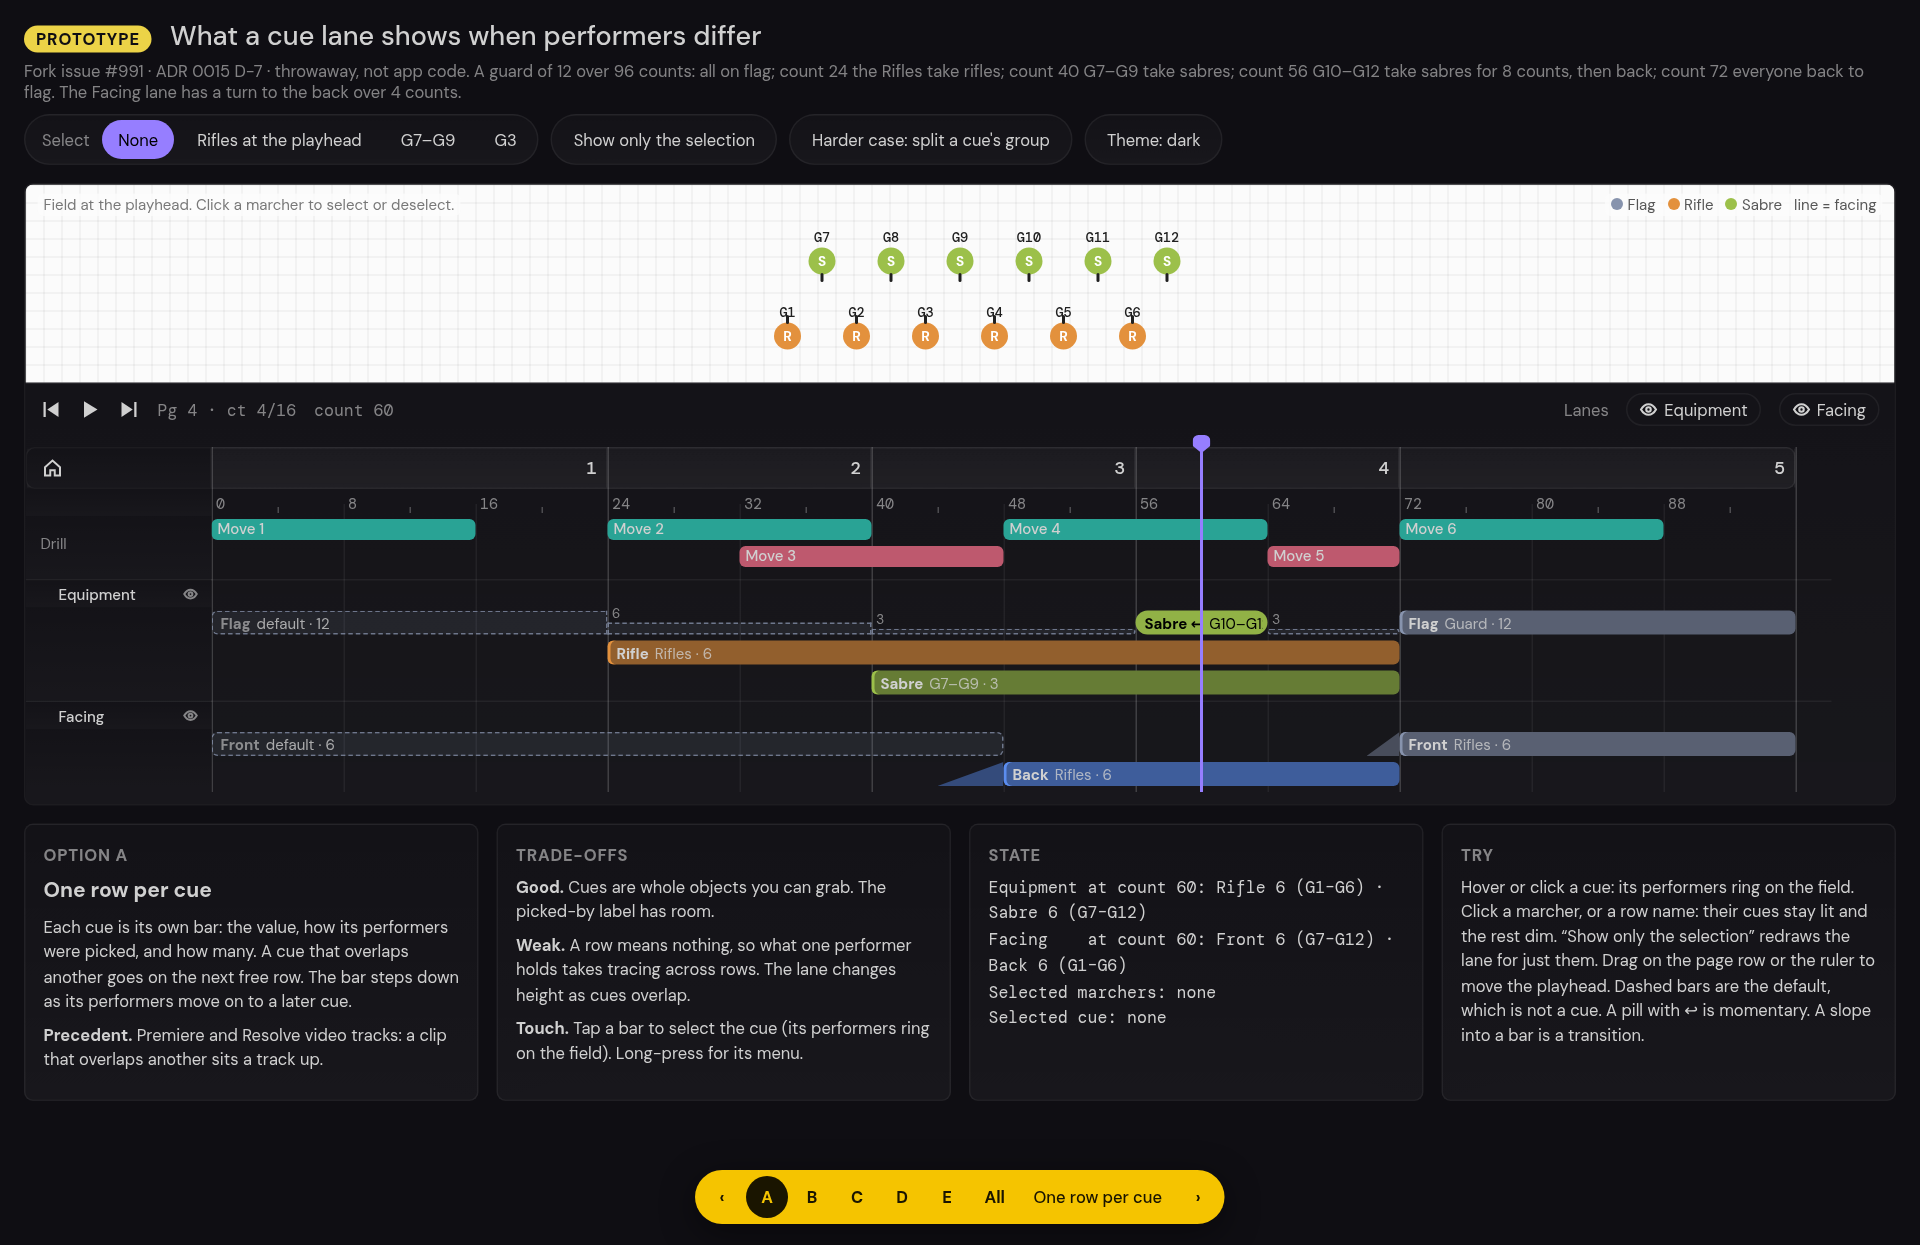 PROTOTYPE What a cue lane shows when performers differ
Fork issue #991 · ADR 0015 D-7 · throwaway, not app code. A guard of 12 over 96 counts: all on flag; count 24 the Rifles take rifles; count 40 G7–G9 take sabres; count 56 G10–G12 take sabres for 8 counts, then back; count 72 everyone back to
flag. The Facing lane has a turn to the back over 4 counts.
Select None Rifles at the playhead G7–G9 G3 Show only the selection Harder case: split a cue's group Theme: dark
Field at the playhead. Click a marcher to select or deselect. Flag Rifle Sabre line = facing
G7 G8 G9 G10 G11 G12
S S S S S S
G1 G2 G3 G4 G5 G6
R R R R R R
Pg 4 · ct 4/16 count 60 Lanes Equipment Facing
1 2 3 4 5
0 8 16 24 32 40 48 56 64 72 80 88
Move 1 Move 2 Move 4 Move 6
Drill
Move 3 Move 5
Equipment
6 3 3
Flag default · 12 Sabre ↩ G10–G1 Flag Guard · 12
Rifle Rifles · 6
Sabre G7–G9 · 3
Facing
Front default · 6 Front Rifles · 6
Back Rifles · 6
OPTION A
One row per cue
Each cue is its own bar: the value, how its performers
were picked, and how many. A cue that overlaps
another goes on the next free row. The bar steps down
as its performers move on to a later cue.
Precedent. Premiere and Resolve video tracks: a clip
that overlaps another sits a track up.
TRADE-OFFS
Good. Cues are whole objects you can grab. The
picked-by label has room.
Weak. A row means nothing, so what one performer
holds takes tracing across rows. The lane changes
height as cues overlap.
Touch. Tap a bar to select the cue (its performers ring
on the field). Long-press for its menu.
STATE
Equipment at count 60: Rifle 6 (G1-G6) ·
Sabre 6 (G7-G12)
Facing at count 60: Front 6 (G7-G12) ·
Back 6 (G1-G6)
Selected marchers: none
Selected cue: none
TRY
Hover or click a cue: its performers ring on the field.
Click a marcher, or a row name: their cues stay lit and
the rest dim. “Show only the selection” redraws the
lane for just them. Drag on the page row or the ruler to
move the playhead. Dashed bars are the default,
which is not a cue. A pill with ↩ is momentary. A slope
into a bar is a transition.
‹ A B C D E All One row per cue ›